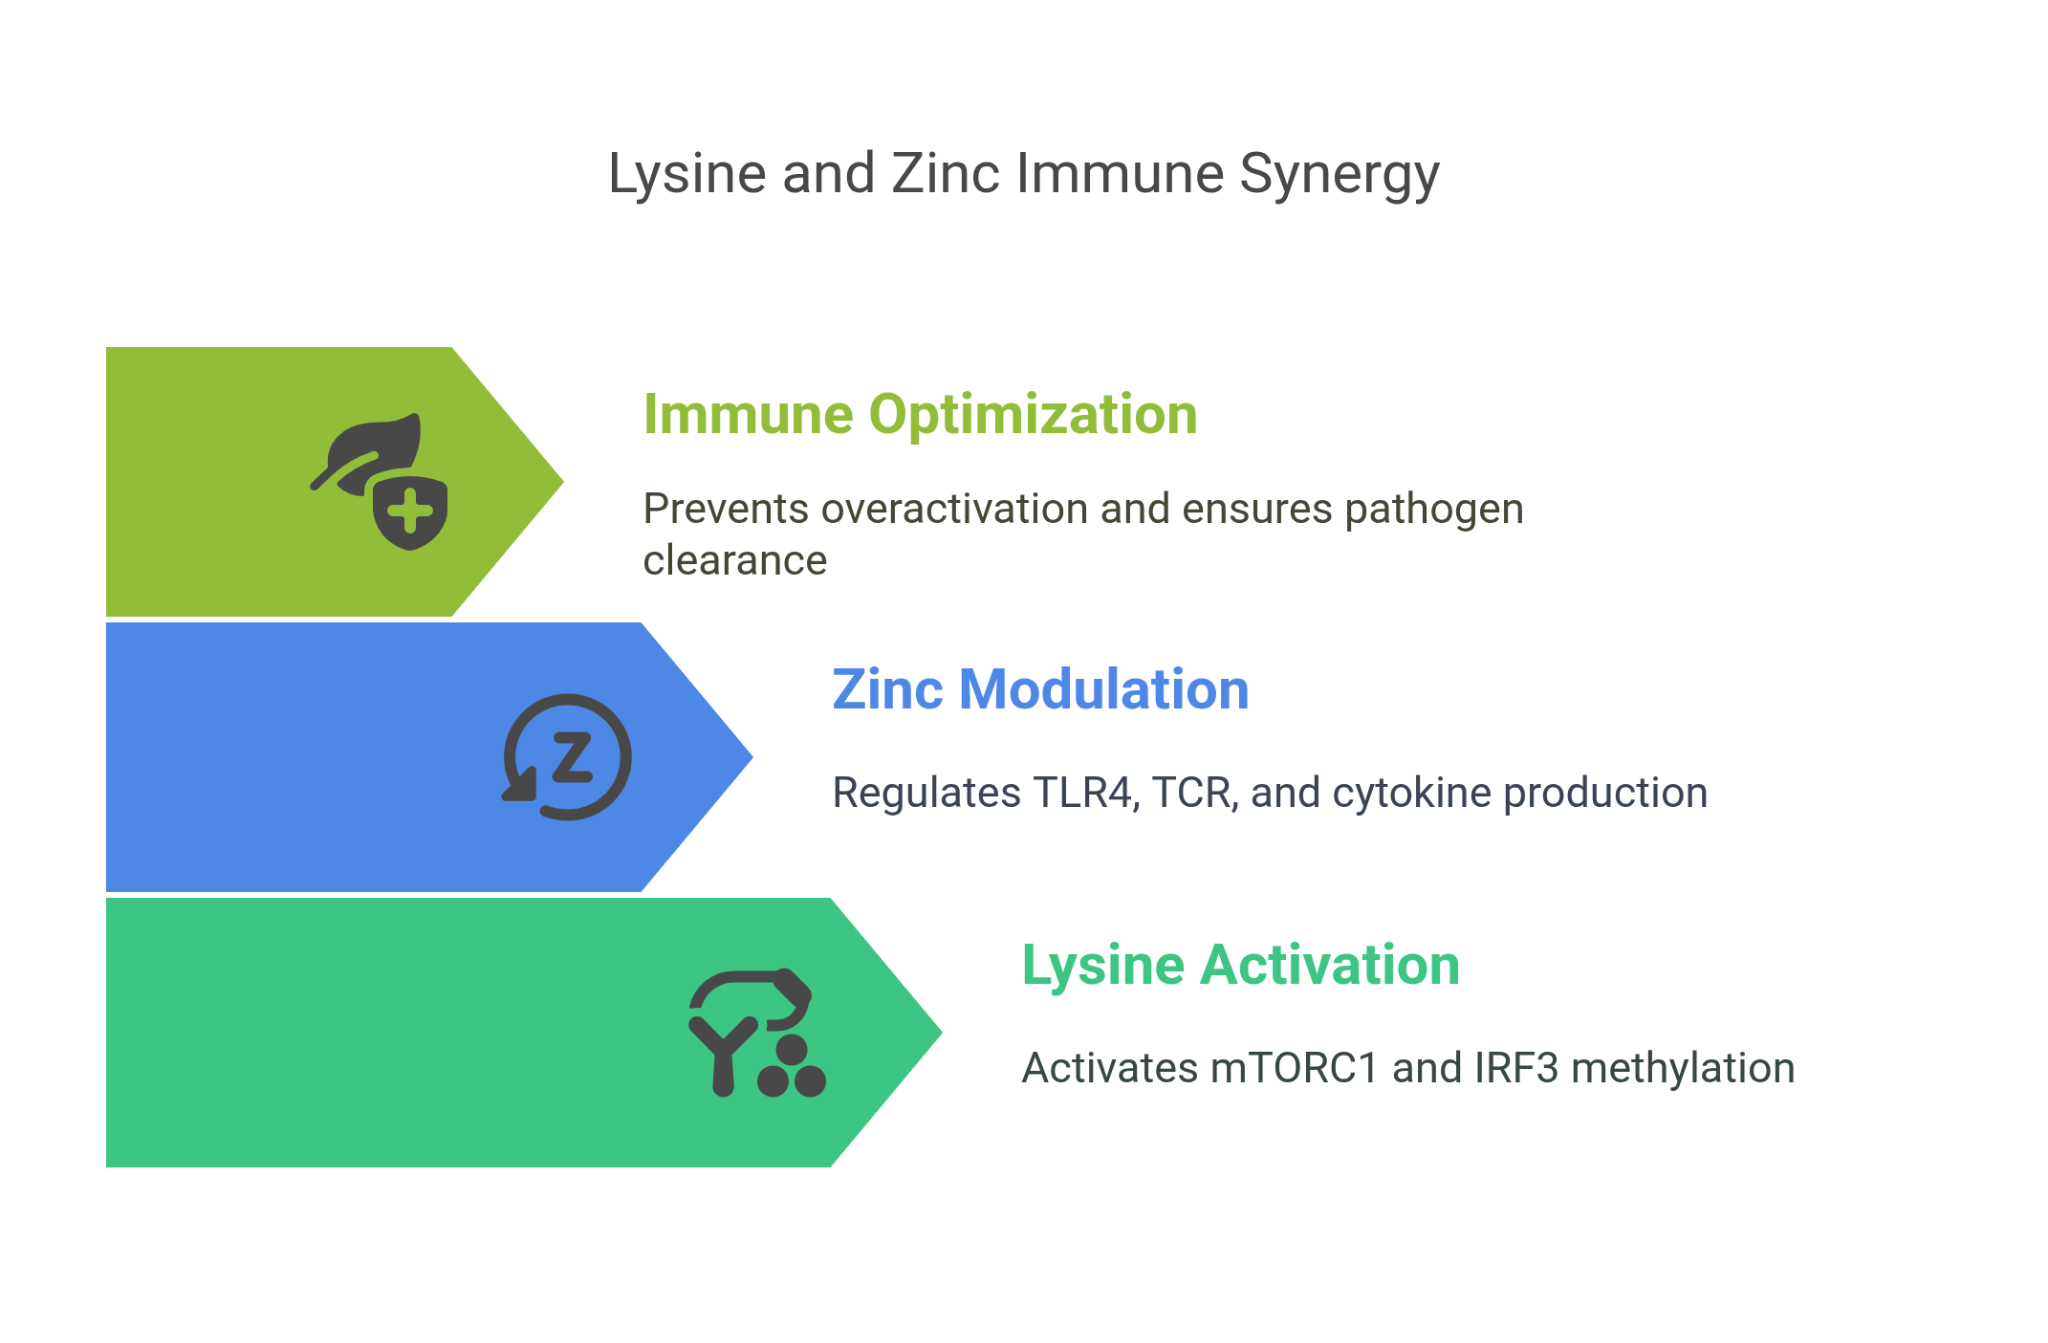 Lysine and Zinc Immune Synergy
Immune Optimization
Prevents overactivation and ensures pathogen
clearance
Z
Zinc Modulation
Regulates TLR4, TCR, and cytokine production
Lysine Activation
Activates mTORC1 and IRF3 methylation